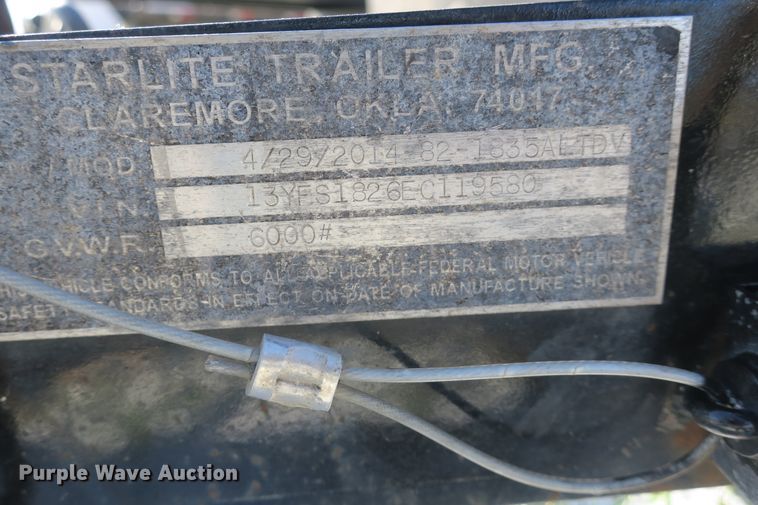 STARLITE TRAILER MFG.
CLAREMORE, OKLA. 74017
/ MOD 4/29/2014 82-1635ALTDV
V.I.N. 13YFS1826EC119580
G.V.W.R. 6000#
VEHICLE CONFORMS TO ALL APPLICABLE FEDERAL MOTOR VEHICLE
SAFETY STANDARDS IN EFFECT ON DATE OF MANUFACTURE SHOWN
Purple Wave Auction